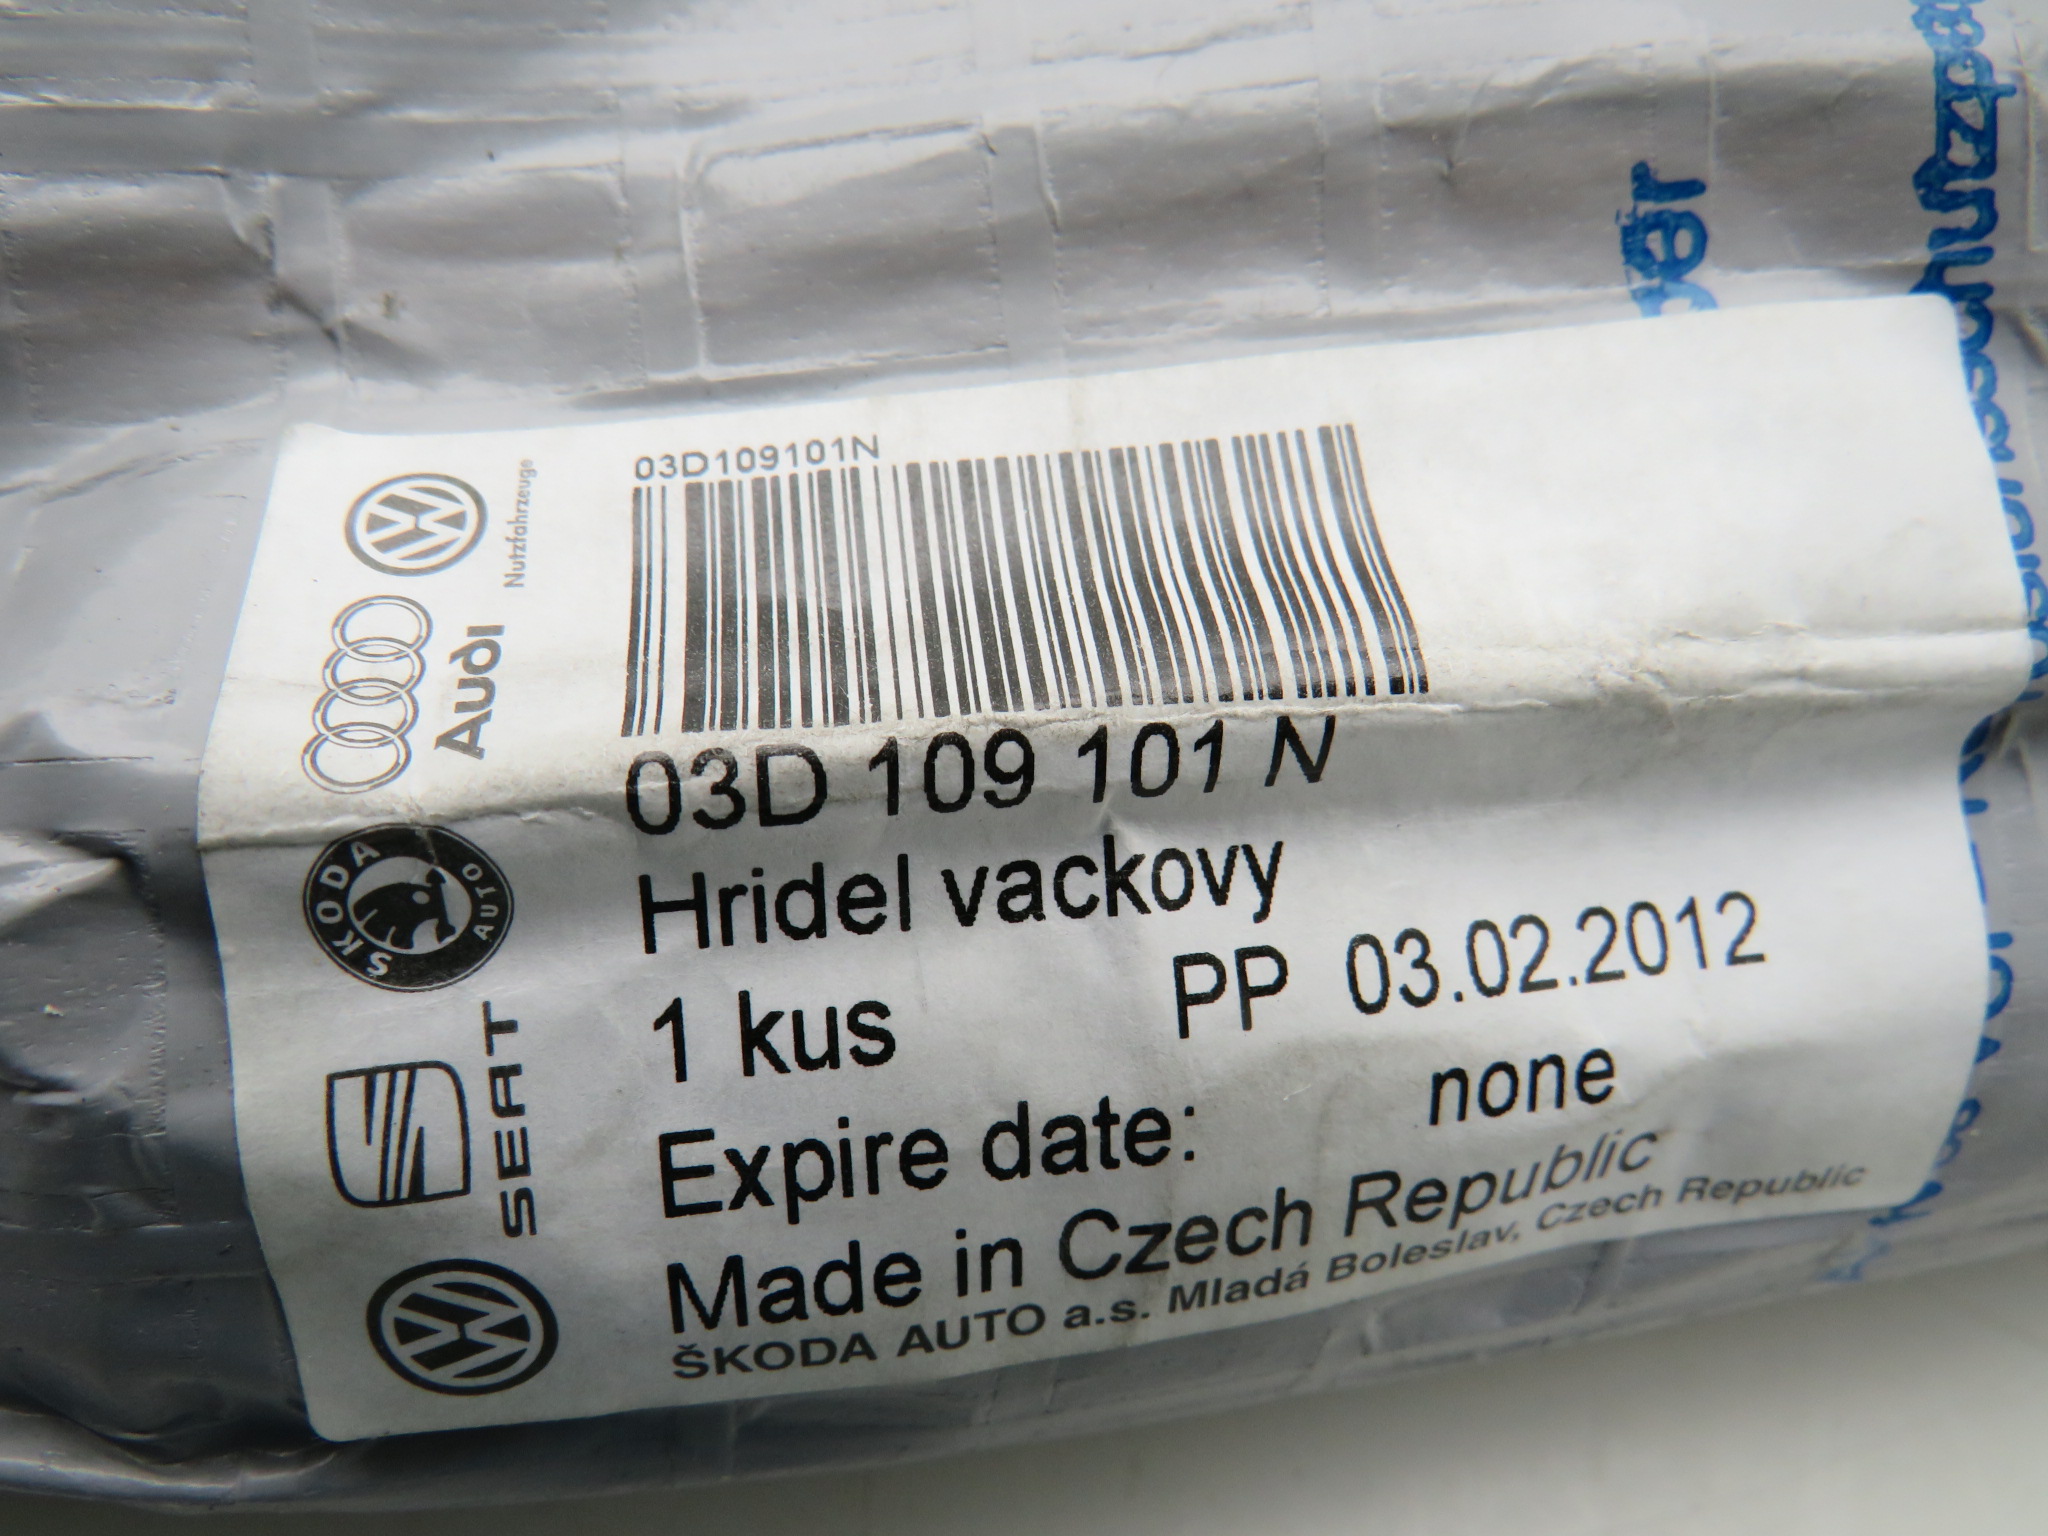 03D109101N
Nutzfahrzeuge
Audi
ŠKODA
AUTO
SEAT
03D 109 101 N
Hridel vackovy
1 kus
PP 03.02.2012
Expire date: none
Made in Czech Republic
ŠKODA AUTO a.s. Mladá Boleslav, Czech Republic